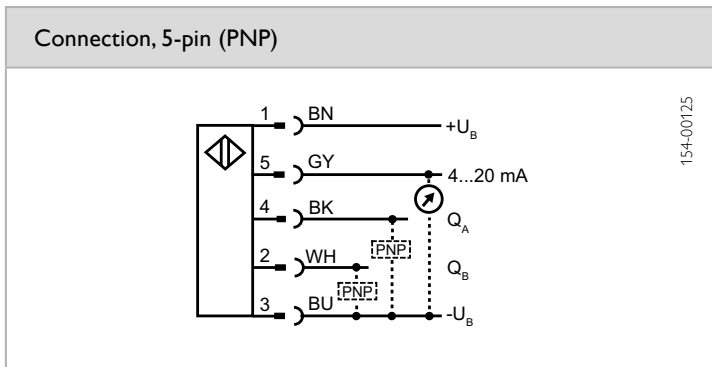 Connection, 5-pin (PNP)
154-00125
1 BN +UB
5 GY 4...20 mA
4 BK QA
PNP
2 WH QB
PNP
3 BU -UB